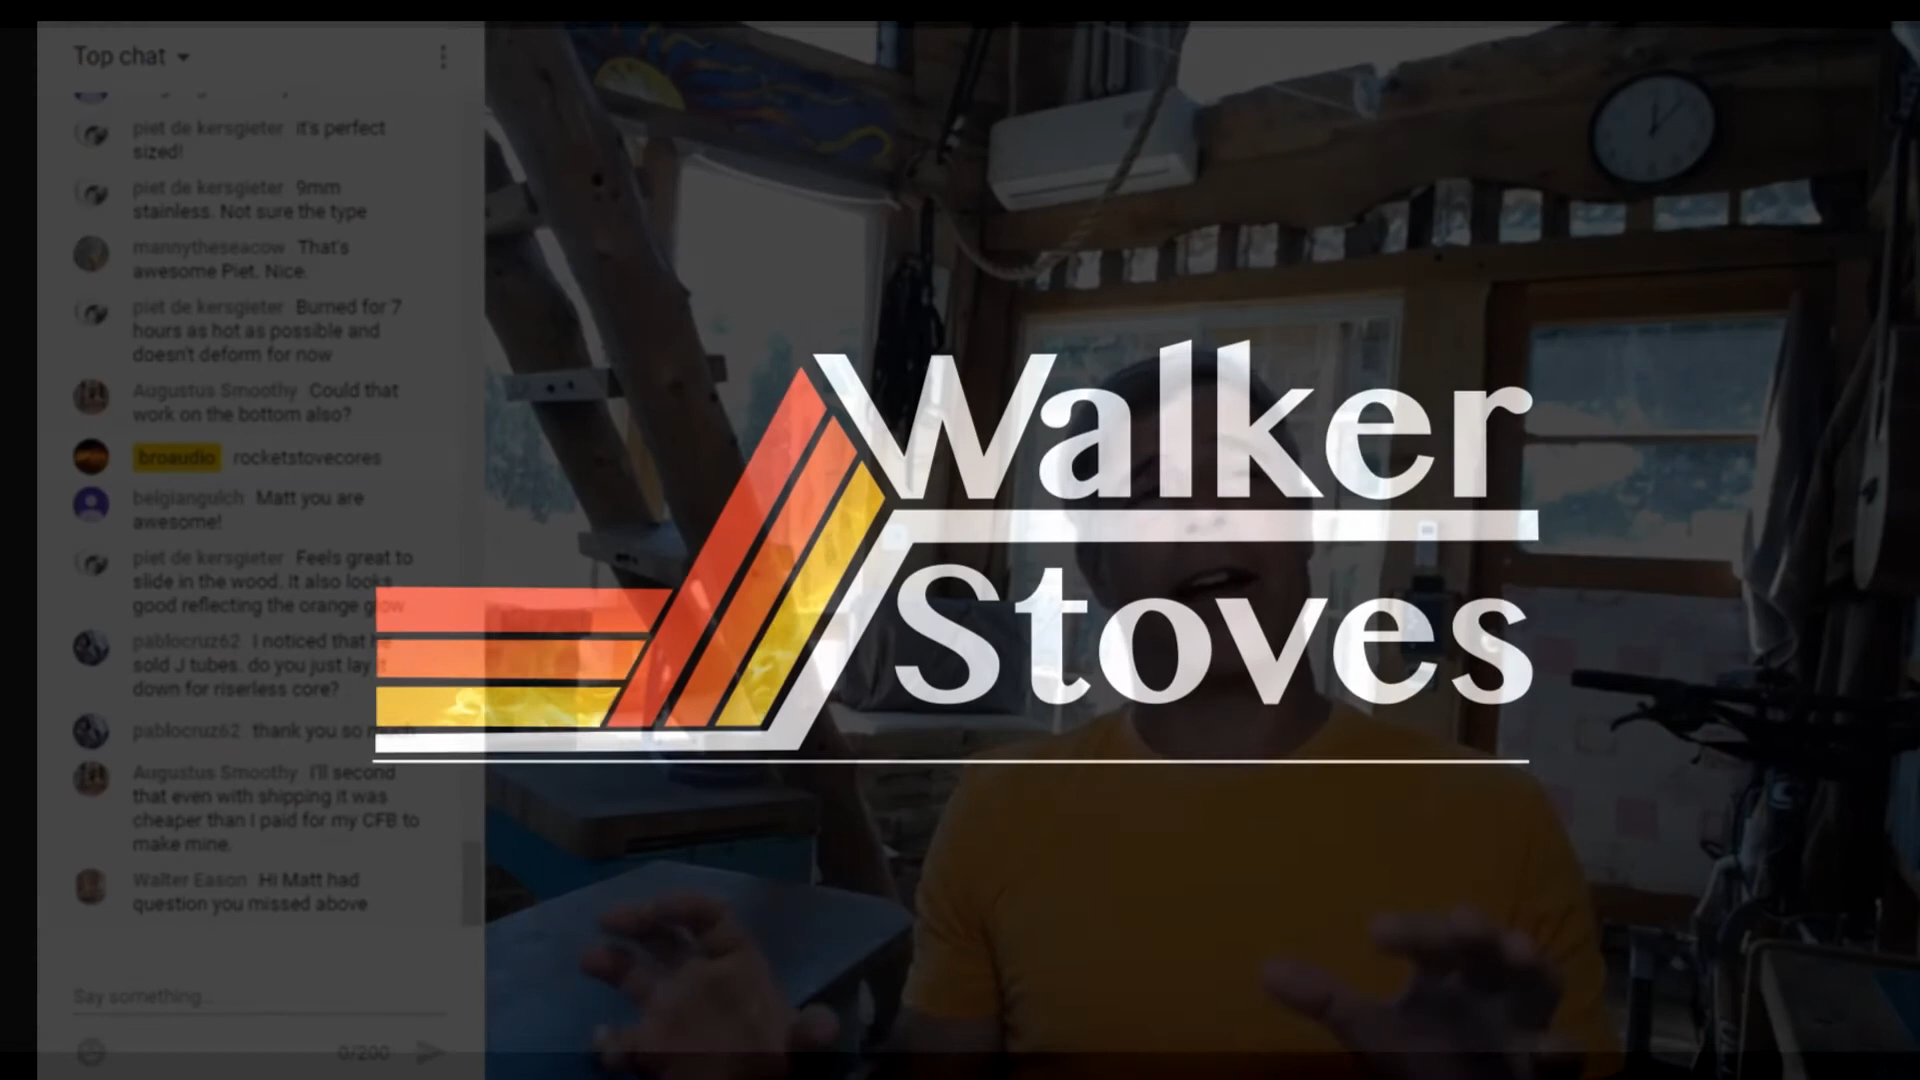 Top chat
piet de kersgieter it's perfect
sized!
piet de kersgieter 9mm
stainless. Not sure the type
mannytheseacow That's
awesome Piet. Nice.
piet de kersgieter Burned for 7
hours as hot as possible and
doesn't deform for now
Augustus Smoothy Could that
work on the bottom also?
broaudio rocketstovecores
belgiangulch Matt you are
awesome!
piet de kersgieter Feels great to
slide in the wood. It also looks
good reflecting the orange glow
pablocruz62 I noticed that he
sold J tubes. do you just lay it
down for riserless core?
pablocruz62 thank you so much
Augustus Smoothy I'll second
that even with shipping it was
cheaper than I paid for my CFB to
make mine.
Walter Eason Hi Matt had
question you missed above
Say something...
0/200
Walker
Stoves